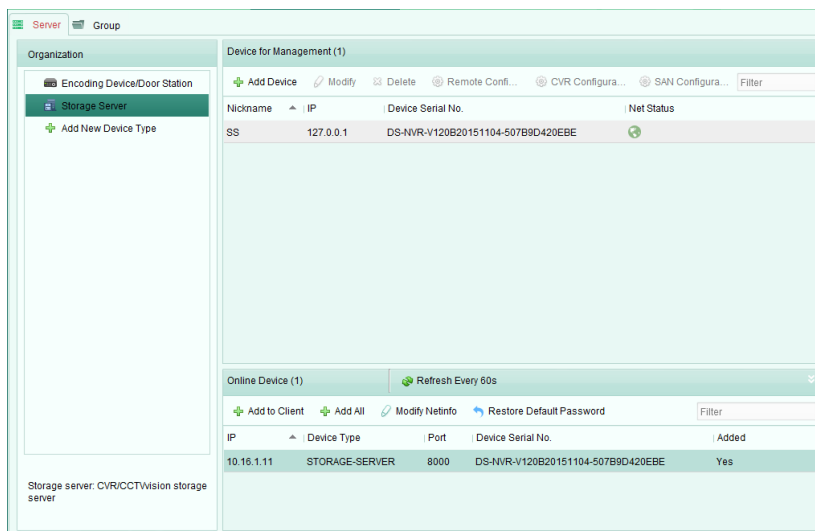 Server Group
Organization
Encoding Device/Door Station
Storage Server
Add New Device Type
Storage server: CVR/CCTVvision storage
server
Device for Management (1)
Add Device Modify Delete Remote Confi... CVR Configura... SAN Configura... Filter
Nickname IP Device Serial No. Net Status
SS 127.0.0.1 DS-NVR-V120B20151104-507B9D420EBE
Online Device (1) Refresh Every 60s
Add to Client Add All Modify Netinfo Restore Default Password Filter
IP Device Type Port Device Serial No. Added
10.16.1.11 STORAGE-SERVER 8000 DS-NVR-V120B20151104-507B9D420EBE Yes